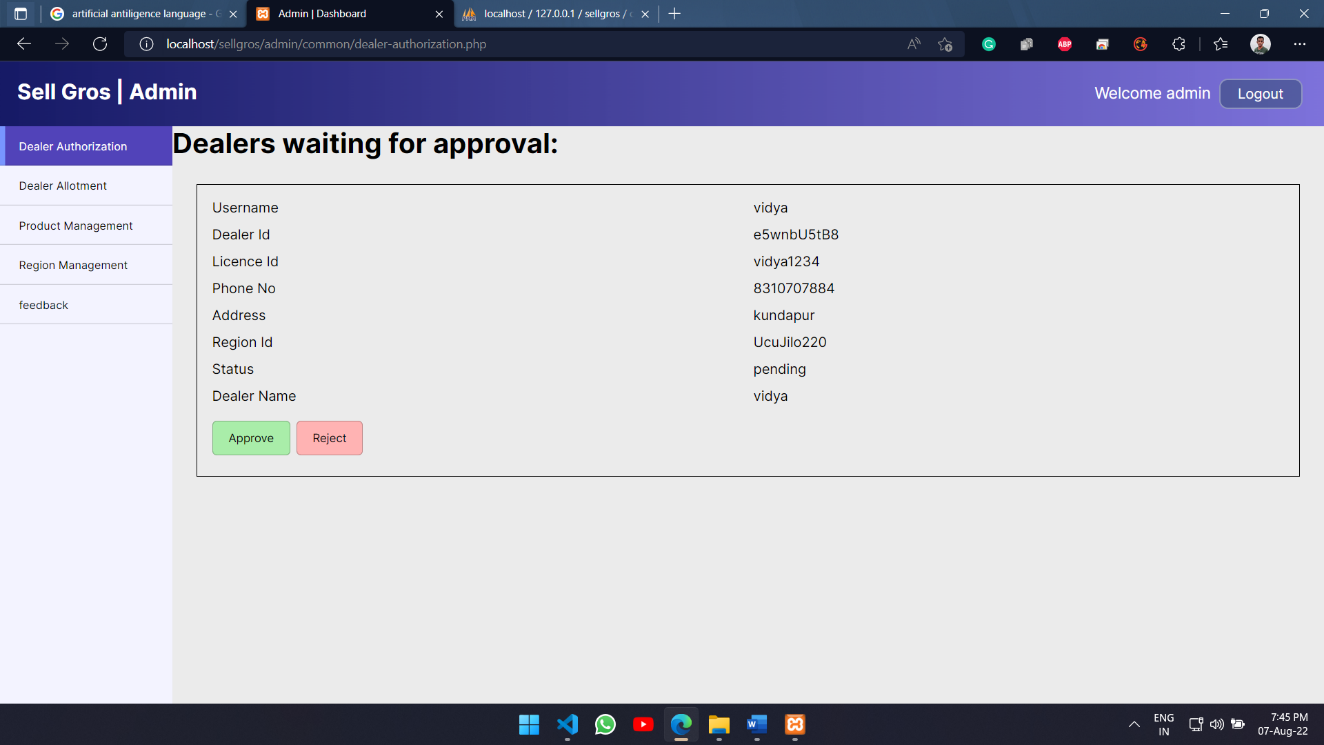 artificial antiligence language - G
Admin | Dashboard
localhost / 127.0.0.1 / sellgros /
localhost/sellgros/admin/common/dealer-authorization.php
ABP
Sell Gros | Admin
Welcome admin
Logout
Dealer Authorization
Dealer Allotment
Product Management
Region Management
feedback
Dealers waiting for approval:
Username vidya
Dealer Id e5wnbU5tB8
Licence Id vidya1234
Phone No 8310707884
Address kundapur
Region Id UcuJilo220
Status pending
Dealer Name vidya
Approve Reject
ENG
IN
7:45 PM
07-Aug-22